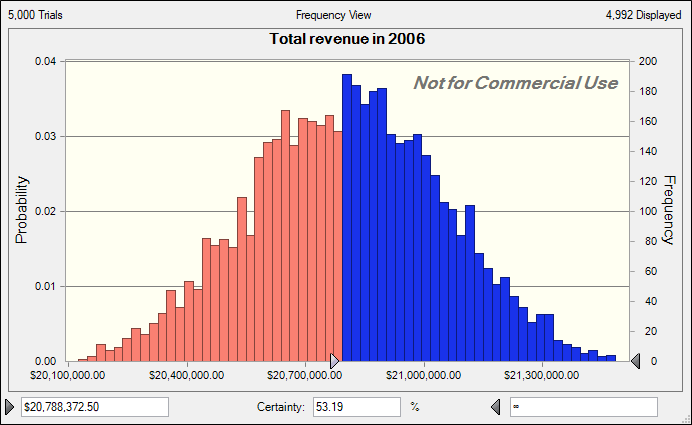 5,000 Trials Frequency View 4,992 Displayed
Total revenue in 2006
Not for Commercial Use
0.04 200
180
160
0.03 140
120
0.02 100
80
60
0.01 40
20
0.00 0
Probability
Frequency
$20,100,000.00 $20,400,000.00 $20,700,000.00 $21,000,000.00 $21,300,000.00
$20,788,372.50 Certainty: 53.19 % ∞